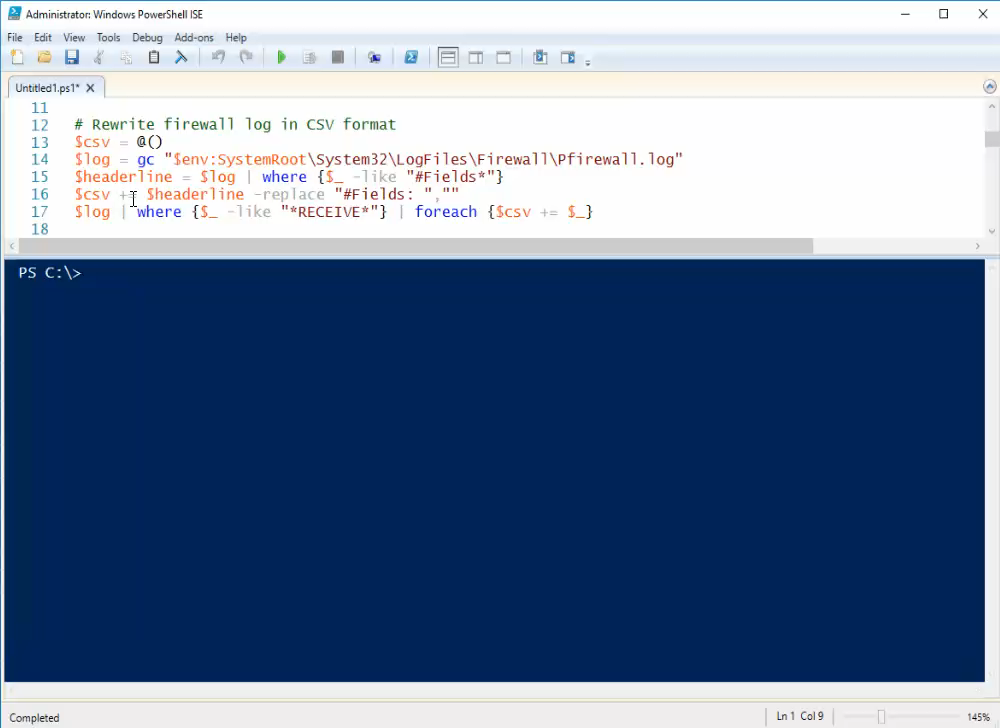 Administrator: Windows PowerShell ISE
File Edit View Tools Debug Add-ons Help
Untitled1.ps1* X
11
12 # Rewrite firewall log in CSV format
13 $csv = @()
14 $log = gc "$env:SystemRoot\System32\LogFiles\Firewall\Pfirewall.log"
15 $headerline = $log | where {$_ -like "#Fields*"}
16 $csv += $headerline -replace "#Fields: ",""
17 $log | where {$_ -like "*RECEIVE*"} | foreach {$csv += $_}
18
PS C:\>
Completed Ln 1 Col 9 145%